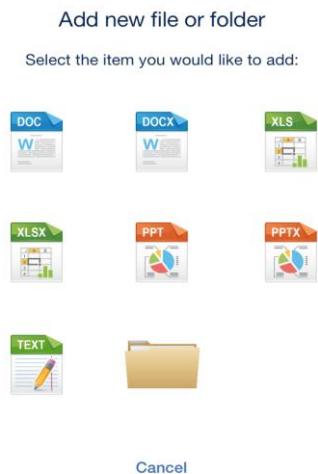 Add new file or folder
Select the item you would like to add:
DOC DOCX XLS
W W
XLSX PPT PPTX
TEXT
Cancel